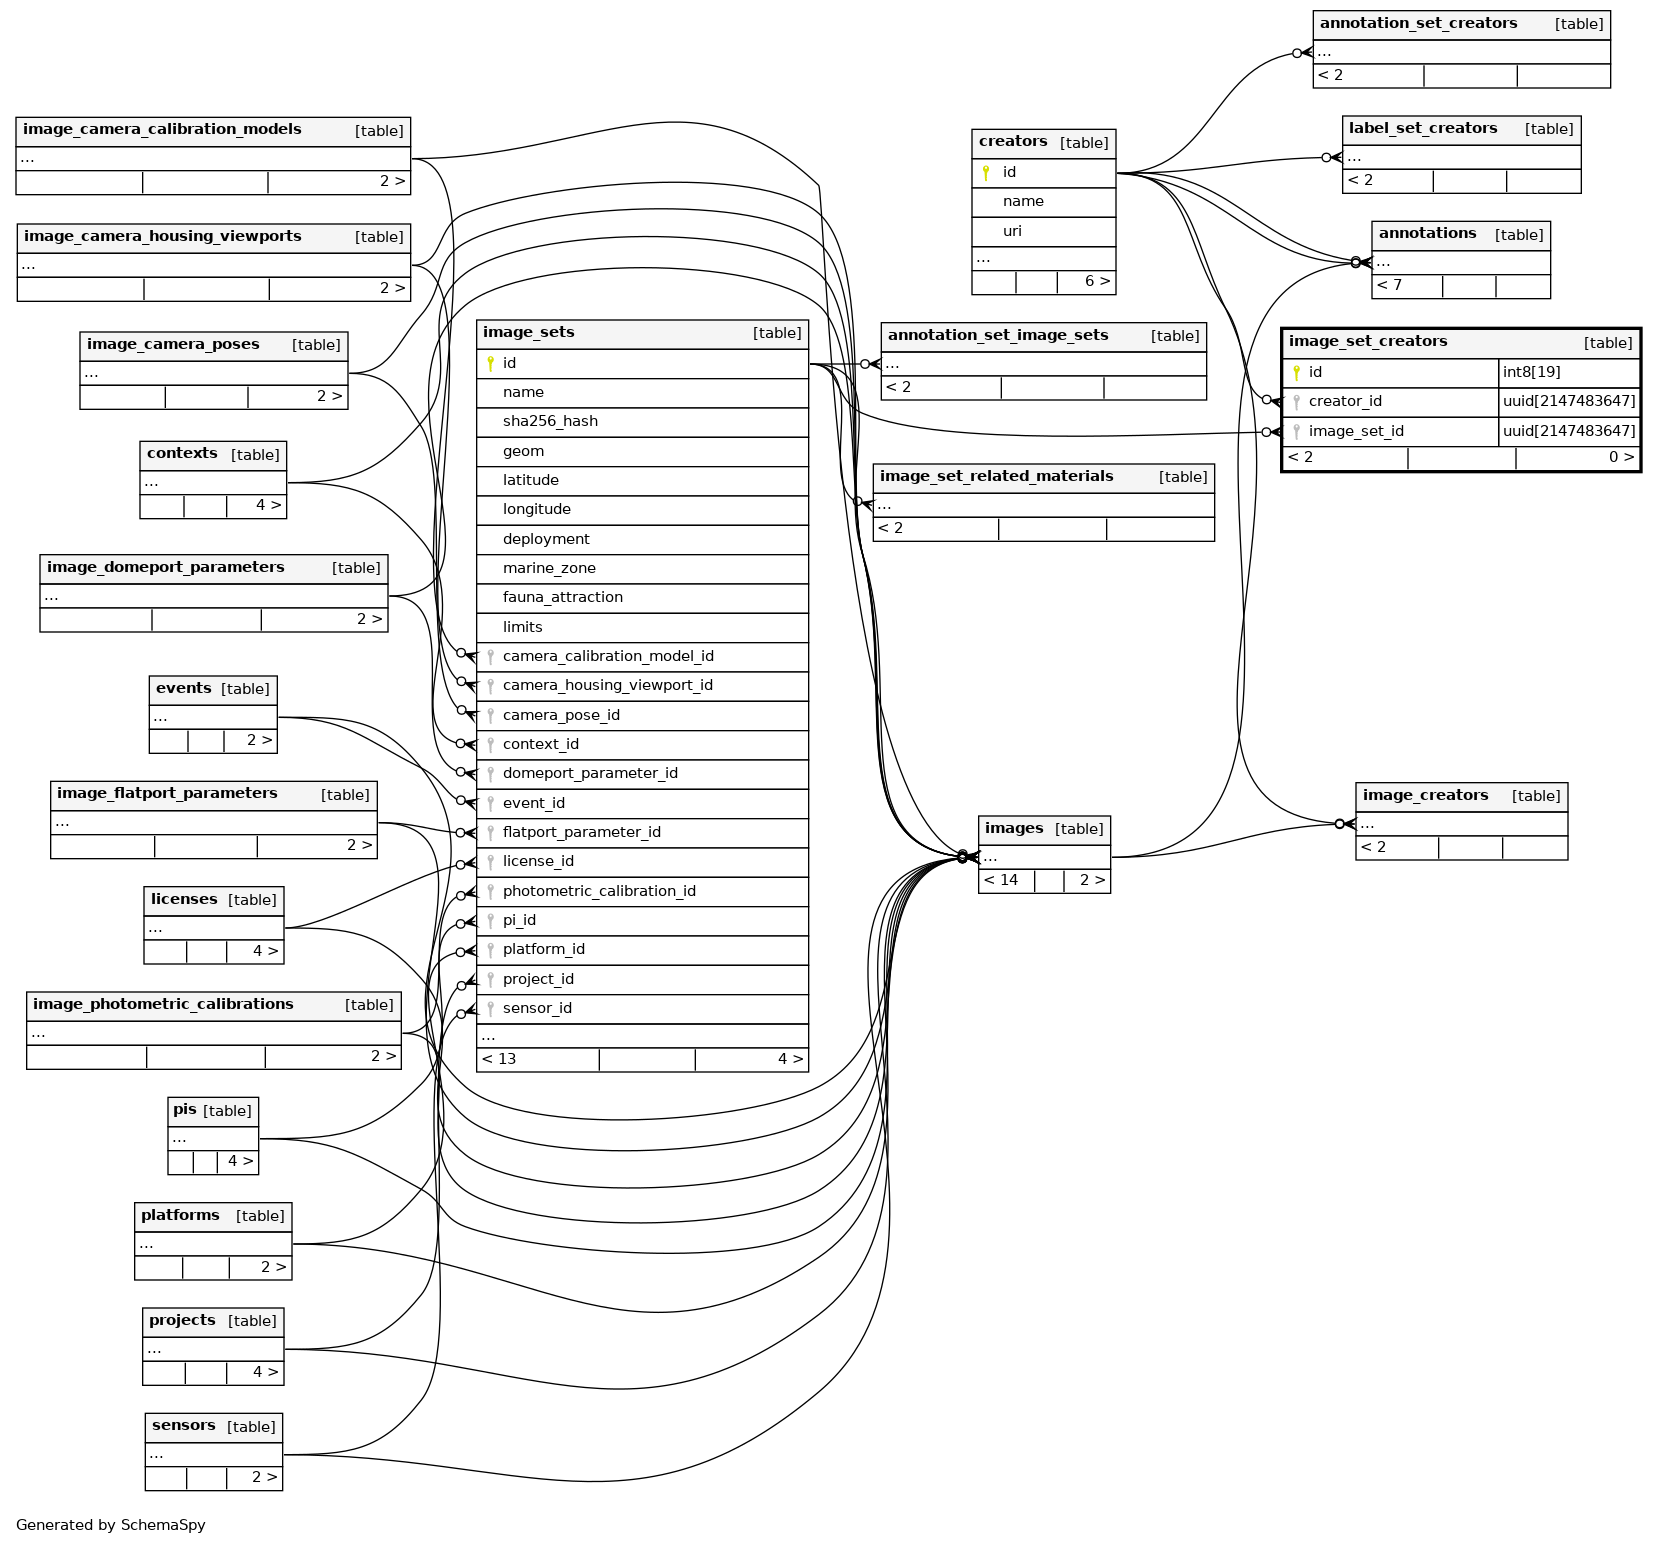 image_camera_calibration_models [table]
...
2 >
image_camera_housing_viewports [table]
...
2 >
image_camera_poses [table]
...
2 >
contexts [table]
...
4 >
image_domeport_parameters [table]
...
2 >
events [table]
...
2 >
image_flatport_parameters [table]
...
2 >
licenses [table]
...
4 >
image_photometric_calibrations [table]
...
2 >
pis [table]
...
4 >
platforms [table]
...
2 >
projects [table]
...
4 >
sensors [table]
...
2 >
image_sets [table]
id
name
sha256_hash
geom
latitude
longitude
deployment
marine_zone
fauna_attraction
limits
camera_calibration_model_id
camera_housing_viewport_id
camera_pose_id
context_id
domeport_parameter_id
event_id
flatport_parameter_id
license_id
photometric_calibration_id
pi_id
platform_id
project_id
sensor_id
...
< 13 4 >
creators [table]
id
name
uri
...
6 >
annotation_set_image_sets [table]
...
< 2
image_set_related_materials [table]
...
< 2
images [table]
...
< 14 2 >
annotation_set_creators [table]
...
< 2
label_set_creators [table]
...
< 2
annotations [table]
...
< 7
image_set_creators [table]
id int8[19]
creator_id uuid[2147483647]
image_set_id uuid[2147483647]
< 2 0 >
image_creators [table]
...
< 2
Generated by SchemaSpy